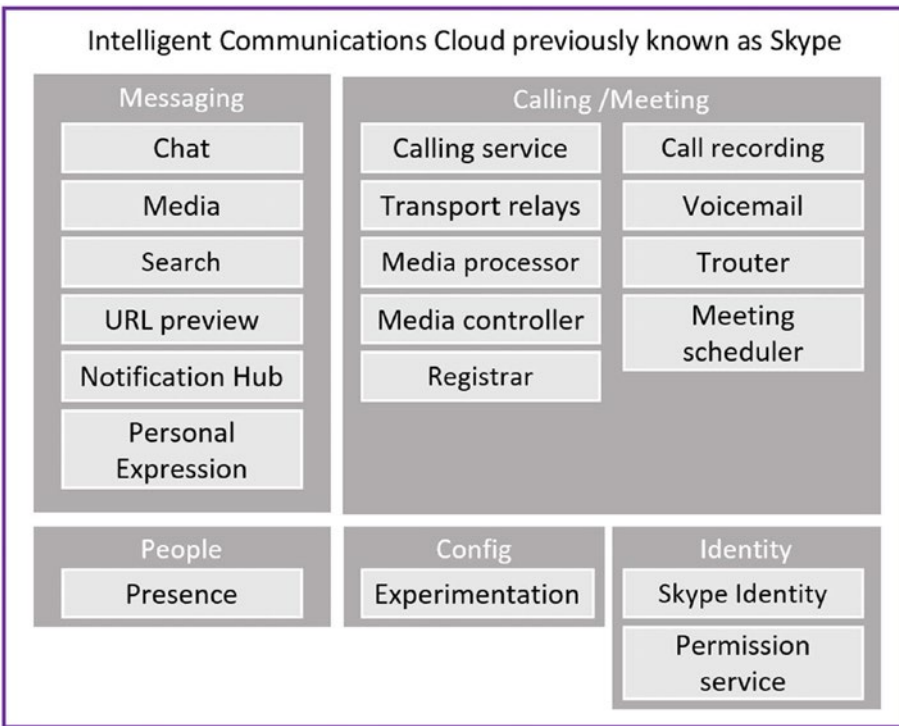 Intelligent Communications Cloud previously known as Skype
Messaging
Chat
Media
Search
URL preview
Notification Hub
Personal
Expression
Calling /Meeting
Calling service
Transport relays
Media processor
Media controller
Registrar
Call recording
Voicemail
Trouter
Meeting
scheduler
People
Presence
Config
Experimentation
Identity
Skype Identity
Permission
service